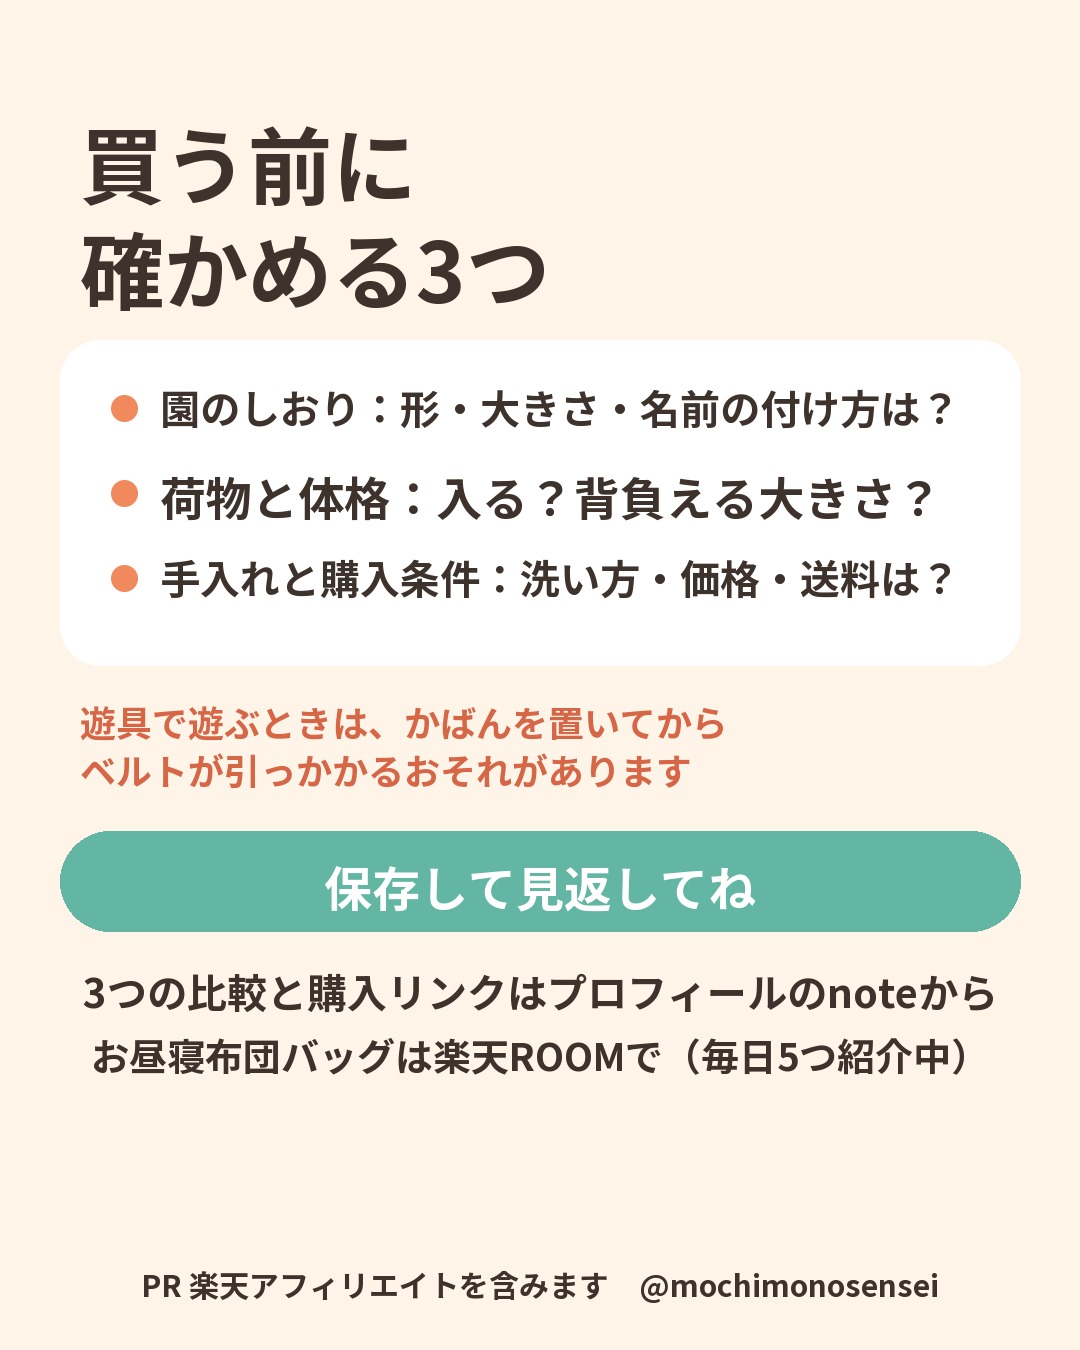 買う前に
確かめる3つ
園のしおり：形・大きさ・名前の付け方は？
荷物と体格：入る？背負える大きさ？
手入れと購入条件：洗い方・価格・送料は？
遊具で遊ぶときは、かばんを置いてから
ベルトが引っかかるおそれがあります
保存して見返してね
3つの比較と購入リンクはプロフィールのnoteから
お昼寝布団バッグは楽天ROOMで（毎日5つ紹介中）
PR 楽天アフィリエイトを含みます　@mochimonosensei